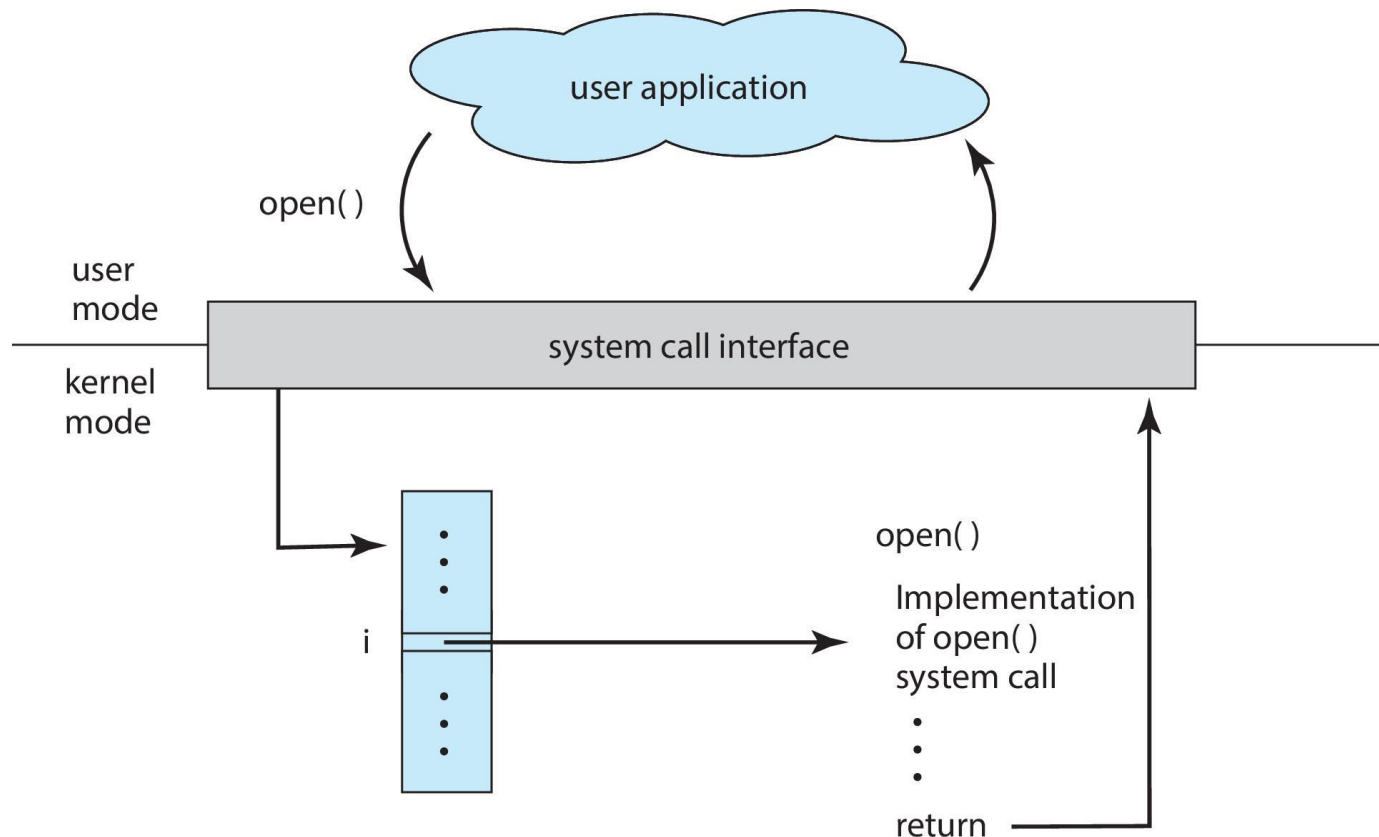 user application
open( )
user
mode
system call interface
kernel
mode
open( )
i
Implementation
of open( )
system call
return